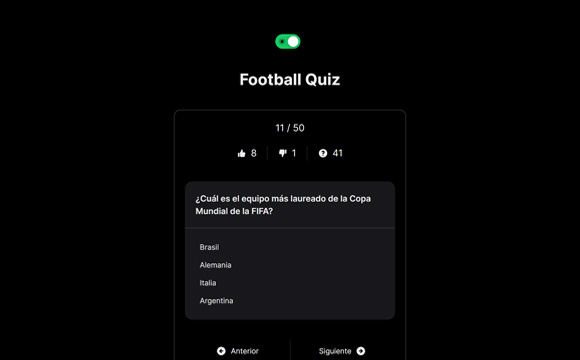 Football Quiz
11 / 50
8 1 41
¿Cuál es el equipo más laureado de la Copa
Mundial de la FIFA?
Brasil
Alemania
Italia
Argentina
Anterior Siguiente